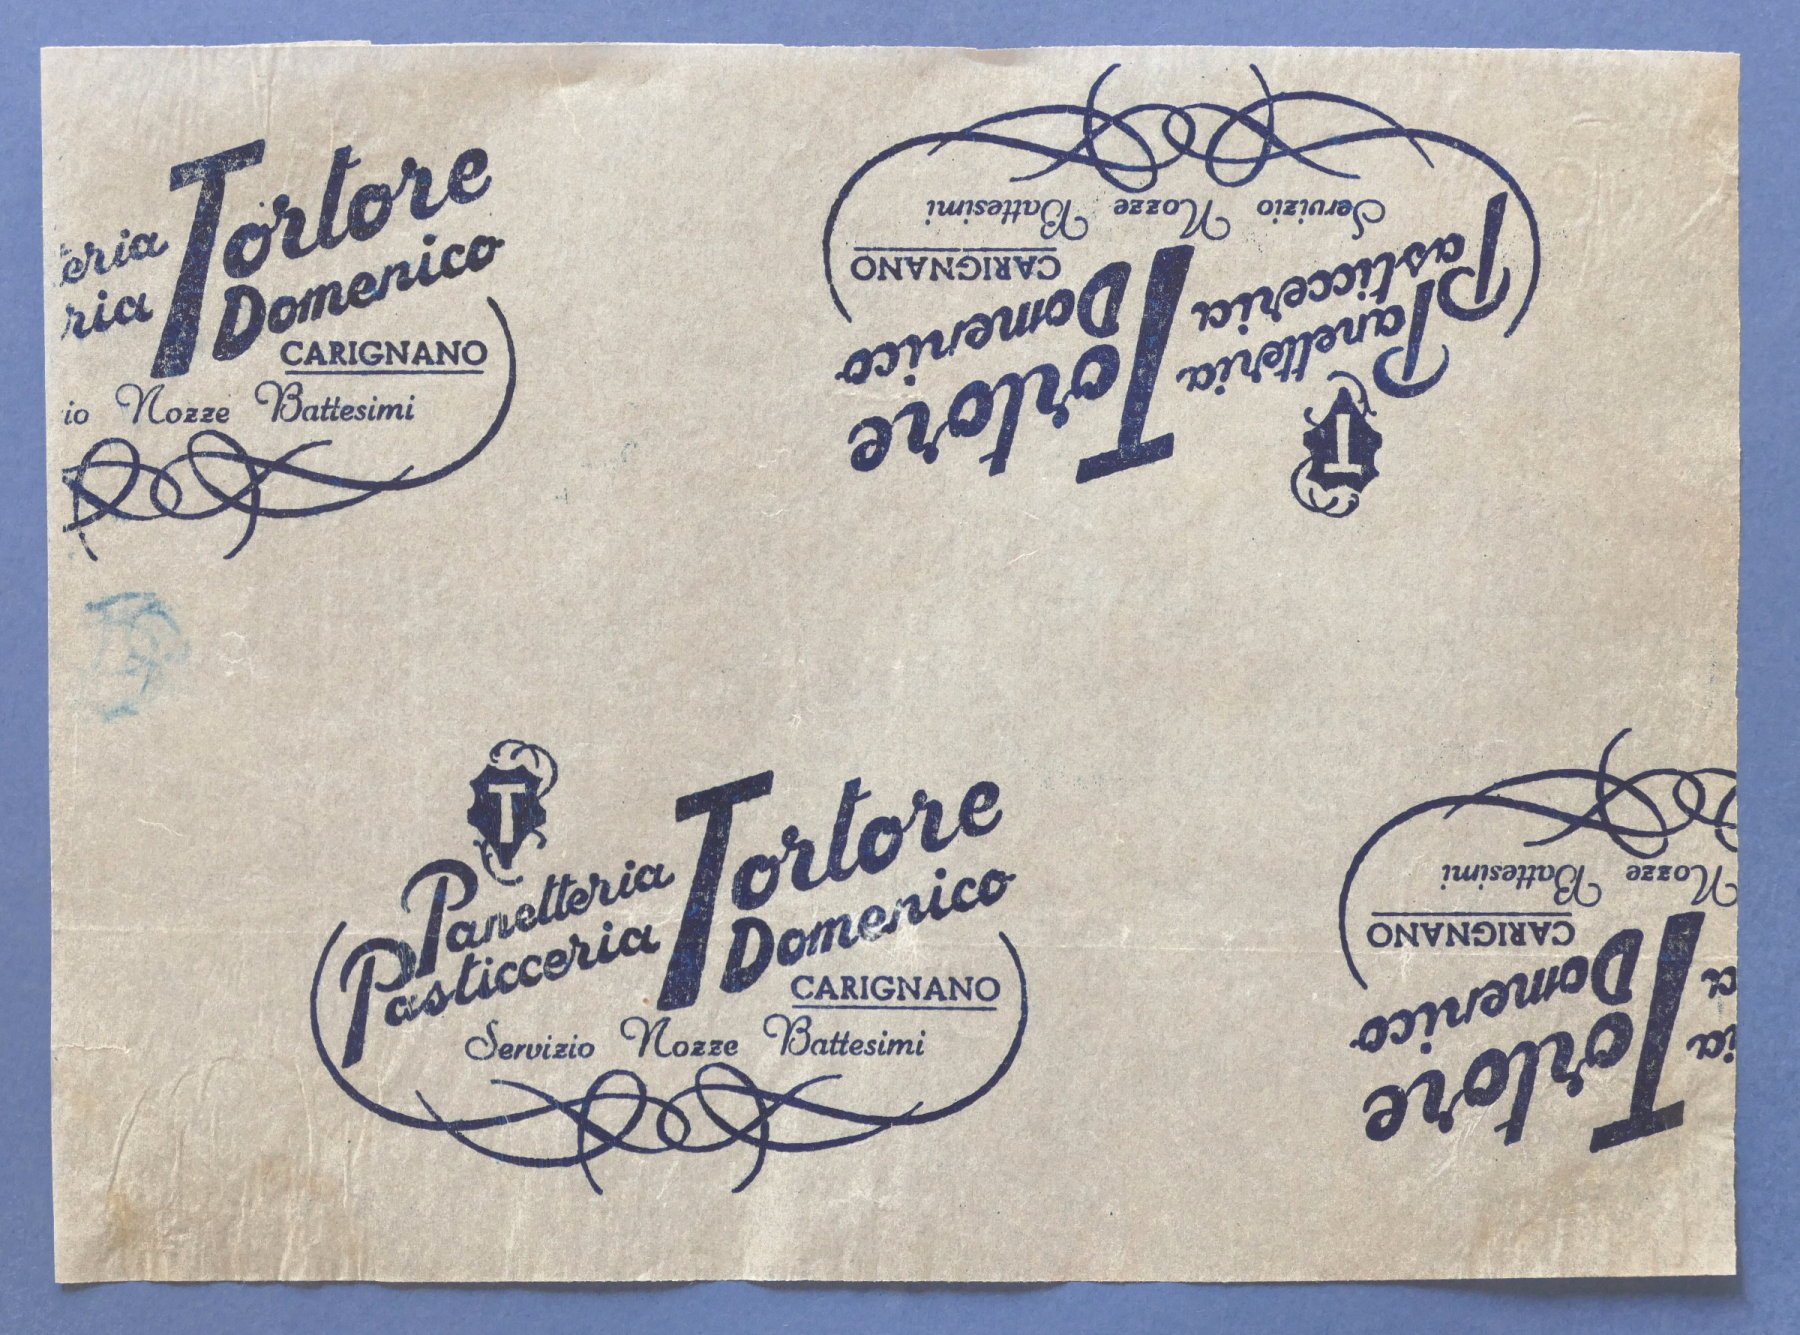 teria Tortore
ria Domenico
CARIGNANO
io Nozze Battesimi
Servizio Nozze Battesimi
CARIGNANO
Panetteria Tortore
Pasticceria Domenico
T
T
Panetteria Tortore
Pasticceria Domenico
CARIGNANO
Servizio Nozze Battesimi
Nozze Battesimi
CARIGNANO
ia Tortore
a Domenico